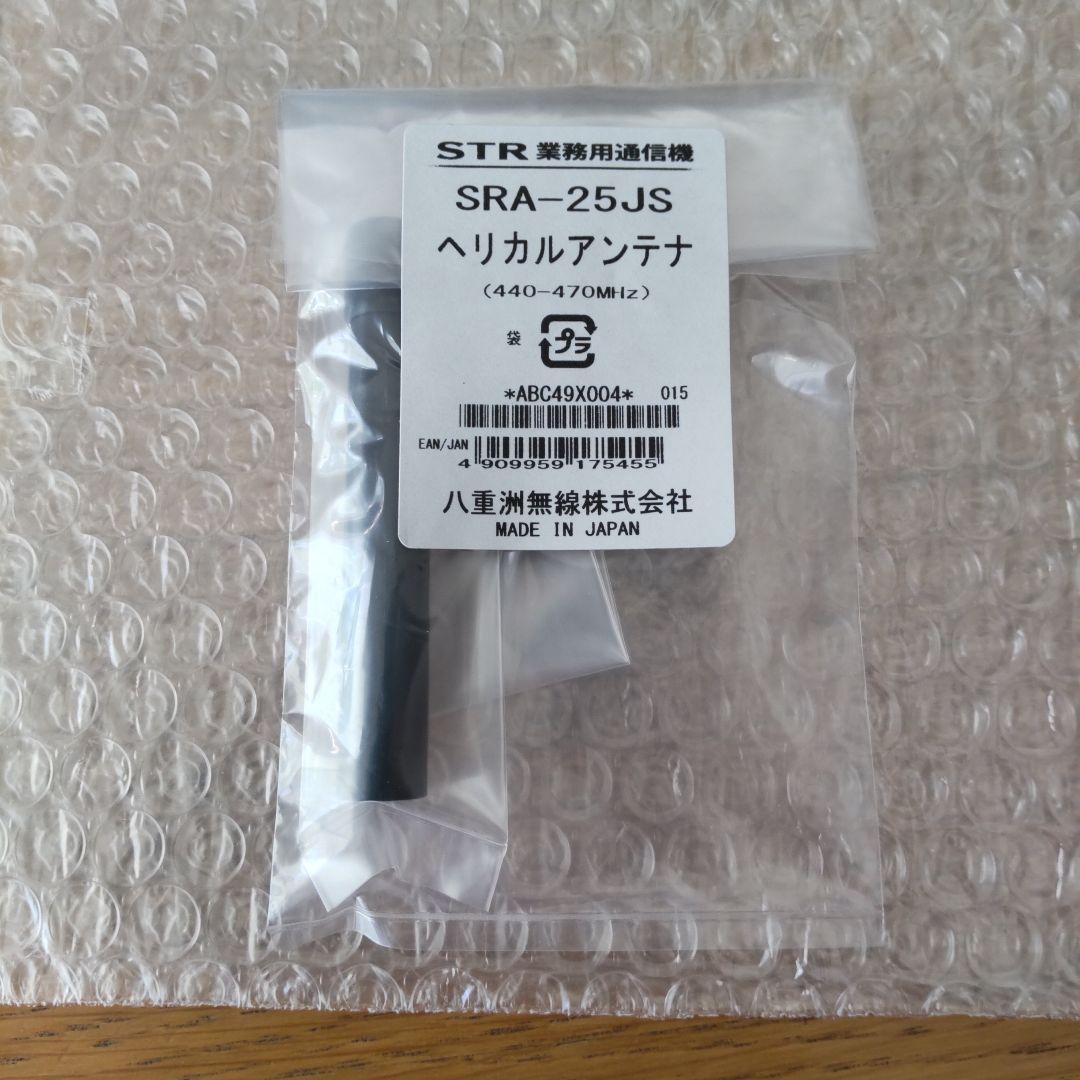 STR 業務用通信機
SRA-25JS
ヘリカルアンテナ
(440-470MHz)
袋 プラ
*ABC49X004* 015
EAN/JAN
4 909959 175455
八重洲無線株式会社
MADE IN JAPAN